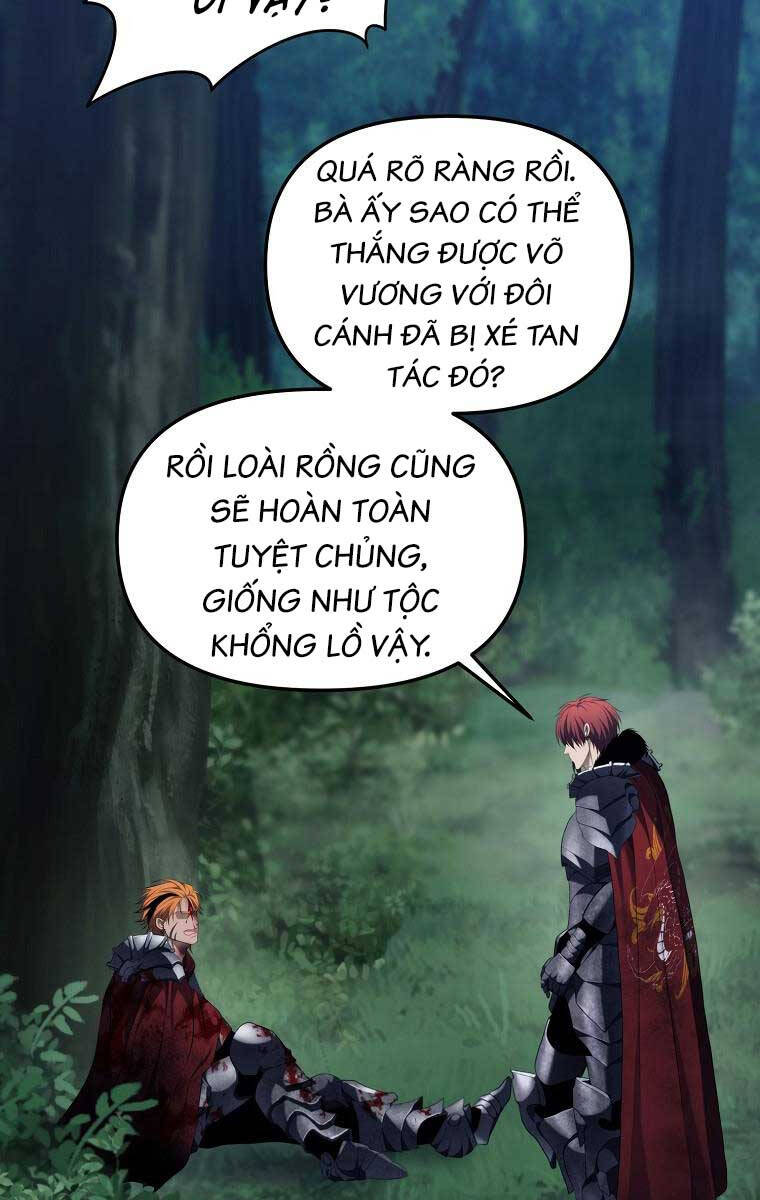 VẬY?
QUÁ RÕ RÀNG RỒI.
BÀ ẤY SAO CÓ THỂ
THẮNG ĐƯỢC VÕ
VƯƠNG VỚI ĐÔI
CÁNH ĐÃ BỊ XÉ TAN
TÁC ĐÓ?
RỒI LOÀI RỒNG CŨNG
SẼ HOÀN TOÀN
TUYỆT CHỦNG,
GIỐNG NHƯ TỘC
KHỔNG LỒ VẬY.